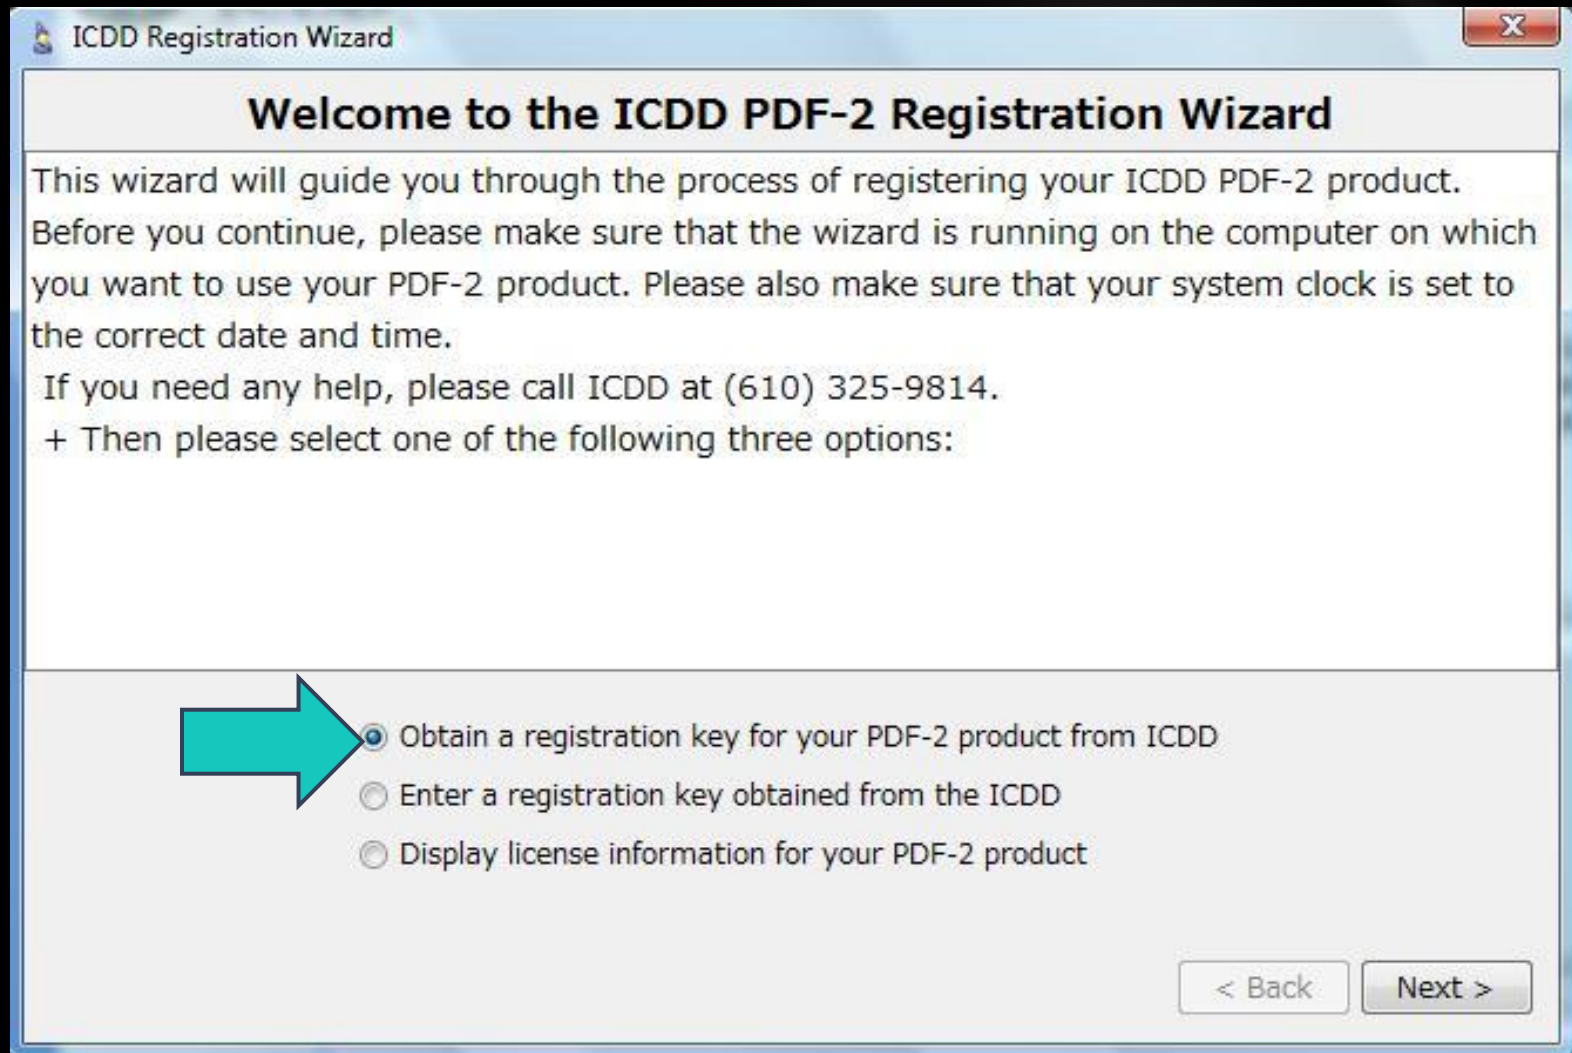 ICDD Registration Wizard
Welcome to the ICDD PDF-2 Registration Wizard
This wizard will guide you through the process of registering your ICDD PDF-2 product.
Before you continue, please make sure that the wizard is running on the computer on which
you want to use your PDF-2 product. Please also make sure that your system clock is set to
the correct date and time.
If you need any help, please call ICDD at (610) 325-9814.
+ Then please select one of the following three options:
Obtain a registration key for your PDF-2 product from ICDD
Enter a registration key obtained from the ICDD
Display license information for your PDF-2 product
< Back Next >